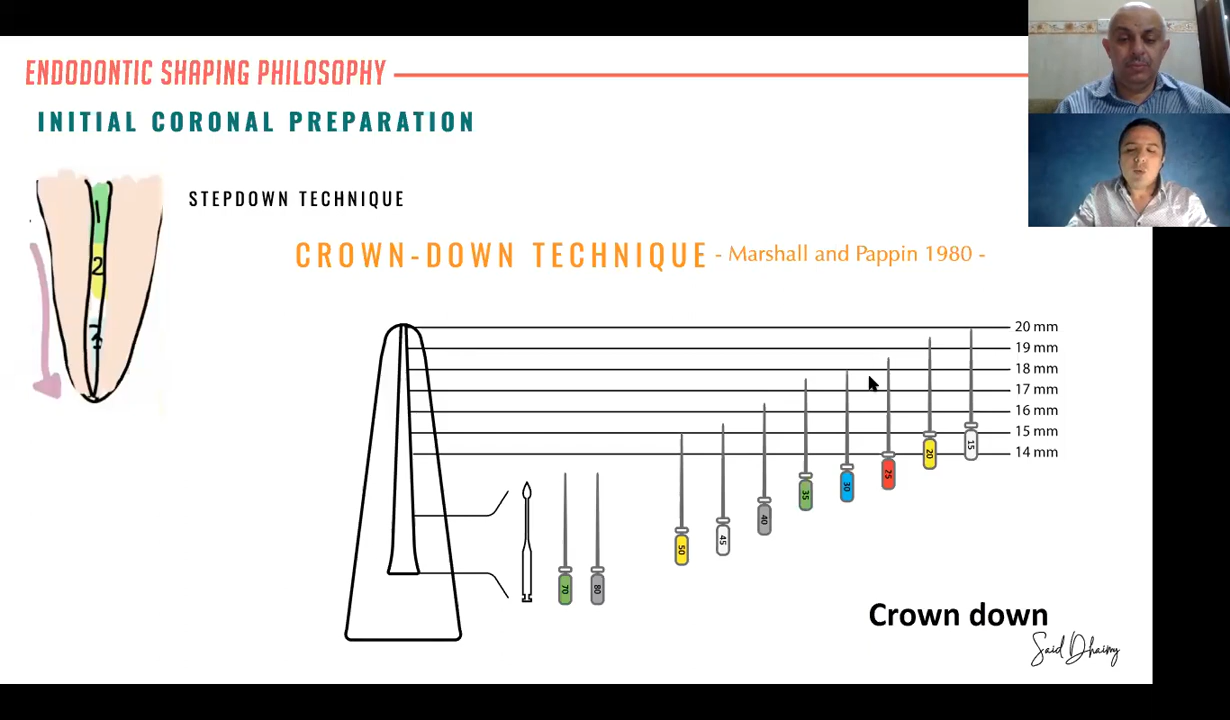 ENDODONTIC SHAPING PHILOSOPHY
INITIAL CORONAL PREPARATION
STEPDOWN TECHNIQUE
CROWN-DOWN TECHNIQUE - Marshall and Pappin 1980 -
1
2
3
20 mm
19 mm
18 mm
17 mm
16 mm
15 mm
14 mm
70
80
50
45
40
35
30
25
20
15
Crown down
Said Dhaimy